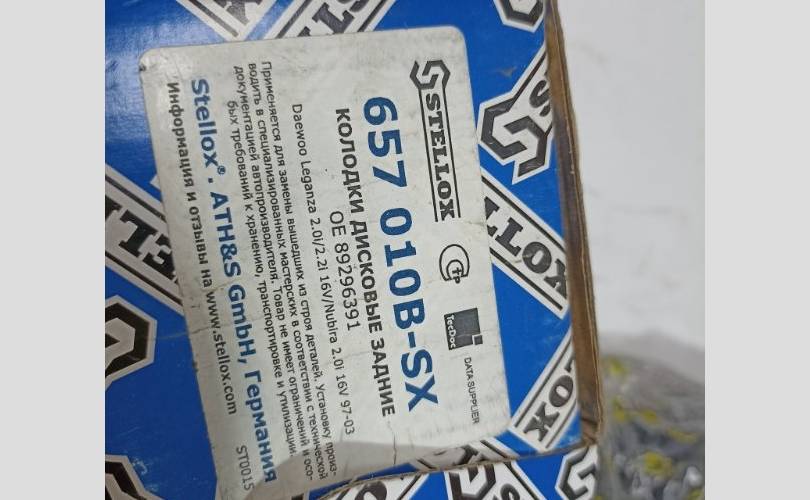 STELLOX
TecDoc
DATA SUPPLIER
657 010B-SX
КОЛОДКИ ДИСКОВЫЕ ЗАДНИЕ
OE 89296391
Daewoo Leganza 2.0i/2.2i 16V/Nubira 2.0i 16V 97-03
Применяется для замены вышедших из строя деталей. Установку произ-
водить в специализированных мастерских в соответствии с технической
документацией автопроизводителя. Товар не имеет ограничений и осо-
бых требований к хранению, транспортировке и утилизации.
Stellox®. ATH&S GmbH, Германия
Информация и отзывы на www.stellox.com
ST0015